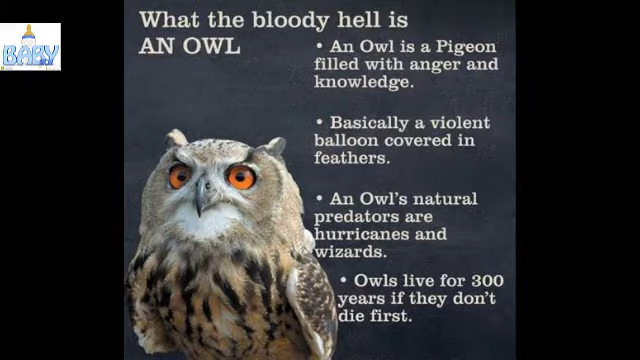 BABY
What the bloody hell is
AN OWL
• An Owl is a Pigeon
filled with anger and
knowledge.
• Basically a violent
balloon covered in
feathers.
• An Owl's natural
predators are
hurricanes and
wizards.
• Owls live for 300
years if they don't
die first.